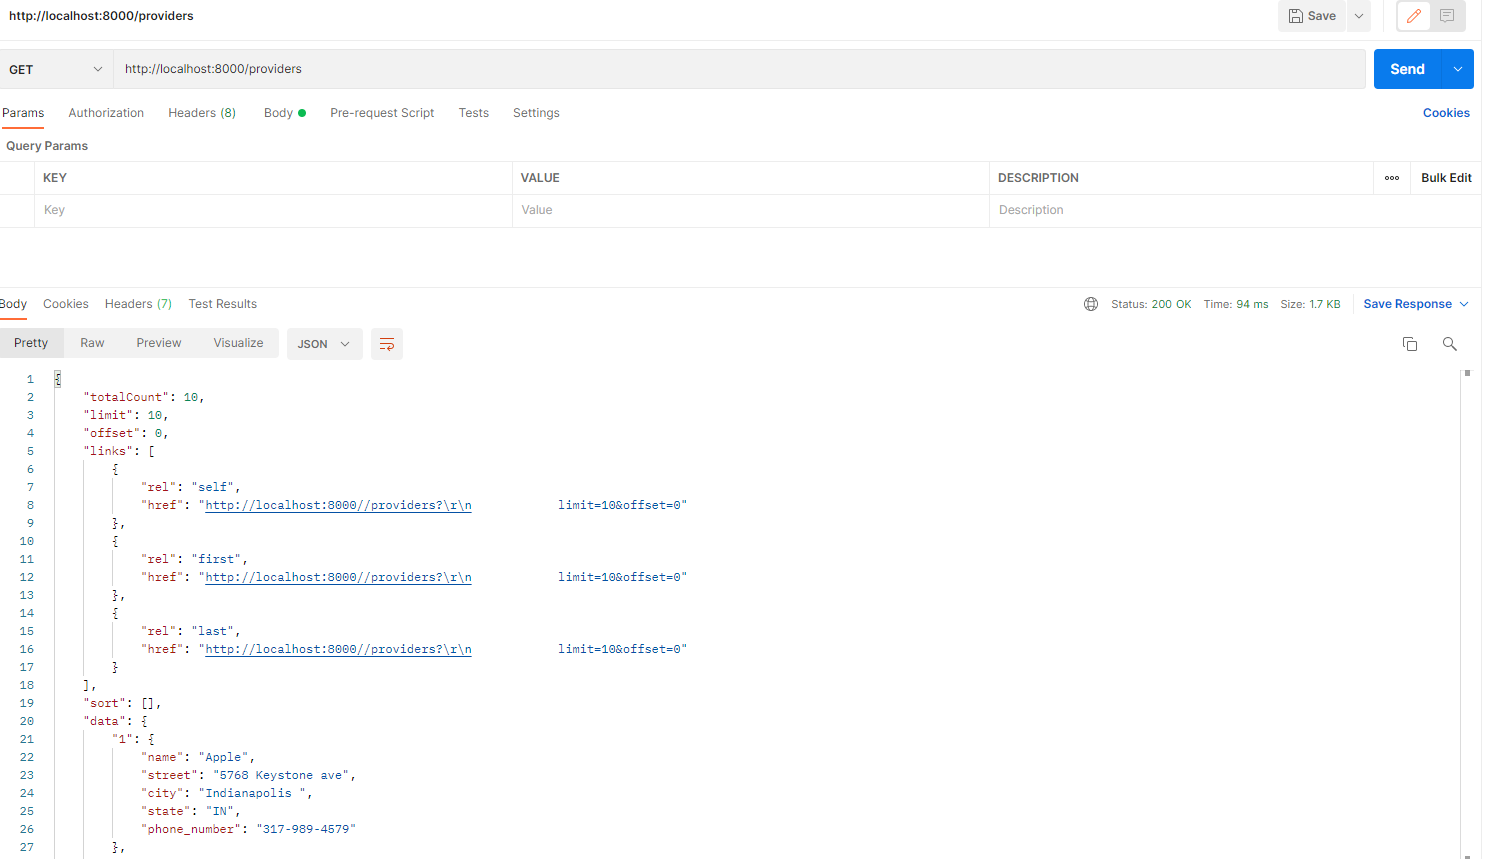 http://localhost:8000/providers
Save
GET
http://localhost:8000/providers
Send
Params Authorization Headers (8) Body Pre-request Script Tests Settings Cookies
Query Params
KEY VALUE DESCRIPTION ooo Bulk Edit
Key Value Description
Body Cookies Headers (7) Test Results Status: 200 OK Time: 94 ms Size: 1.7 KB Save Response
Pretty Raw Preview Visualize JSON
1 {
2 "totalCount": 10,
3 "limit": 10,
4 "offset": 0,
5 "links": [
6 {
7 "rel": "self",
8 "href": "http://localhost:8000//providers?\r\n            limit=10&offset=0"
9 },
10 {
11 "rel": "first",
12 "href": "http://localhost:8000//providers?\r\n            limit=10&offset=0"
13 },
14 {
15 "rel": "last",
16 "href": "http://localhost:8000//providers?\r\n            limit=10&offset=0"
17 }
18 ],
19 "sort": [],
20 "data": {
21 "1": {
22 "name": "Apple",
23 "street": "5768 Keystone ave",
24 "city": "Indianapolis ",
25 "state": "IN",
26 "phone_number": "317-989-4579"
27 },